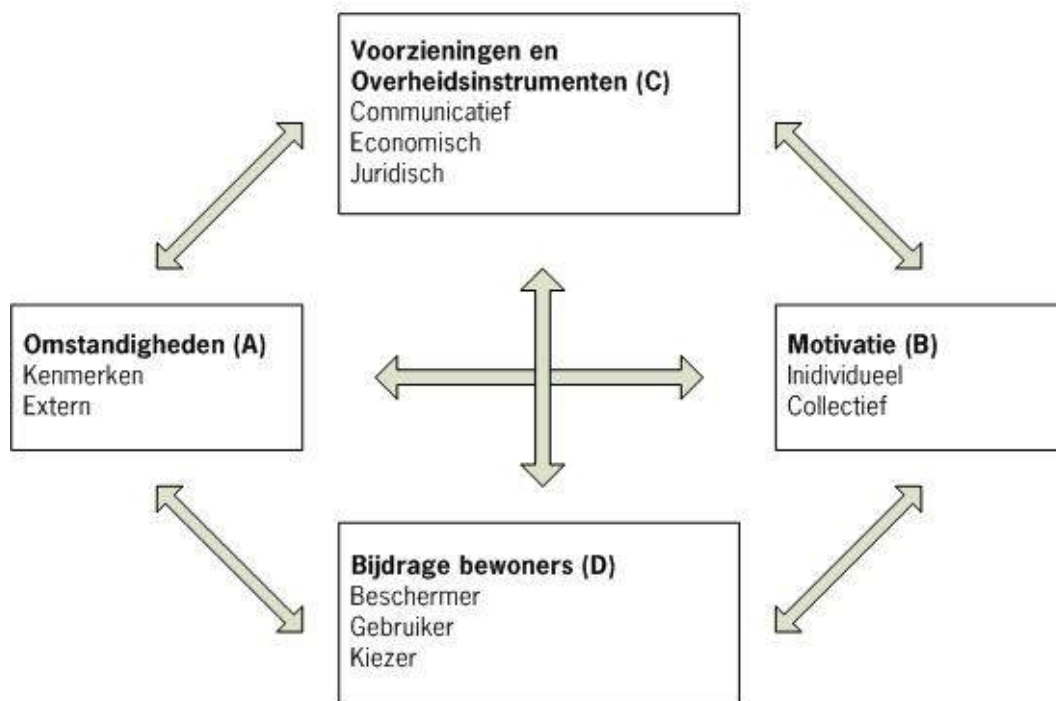 Voorzieningen en
Overheidsinstrumenten (C)
Communicatief
Economisch
Juridisch
Omstandigheden (A)
Kenmerken
Extern
Motivatie (B)
Inidividueel
Collectief
Bijdrage bewoners (D)
Beschermer
Gebruiker
Kiezer